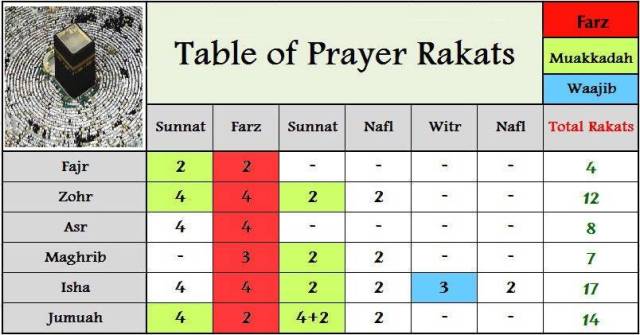 Table of Prayer Rakats
Farz
Muakkadah
Waajib
Sunnat Farz Sunnat Nafl Witr Nafl Total Rakats
Fajr 2 2 - - - - 4
Zohr 4 4 2 2 - - 12
Asr 4 4 - - - - 8
Maghrib - 3 2 2 - - 7
Isha 4 4 2 2 3 2 17
Jumuah 4 2 4+2 2 - - 14